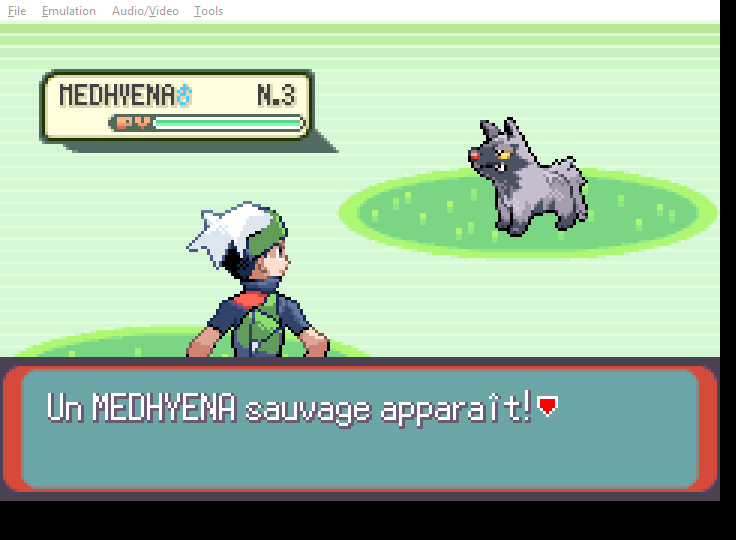 File Emulation Audio/Video Tools
MEDHYENA♂ N.3
PV
Un MEDHYENA sauvage apparaît!